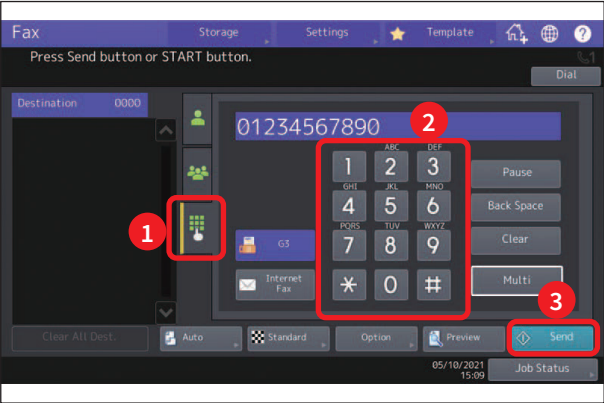 Fax
Storage
Settings
Template
?
Press Send button or START button.
1
Dial
Destination 0000
01234567890
2
ABC DEF
1 2 3
Pause
GHI JKL MNO
4 5 6
Back Space
1
PQRS TUV WXYZ
G3
7 8 9
Clear
Internet
Fax
* 0 #
Multi
3
Clear All Dest.
Auto
Standard
Option
Preview
Send
05/10/2021
15:09
Job Status